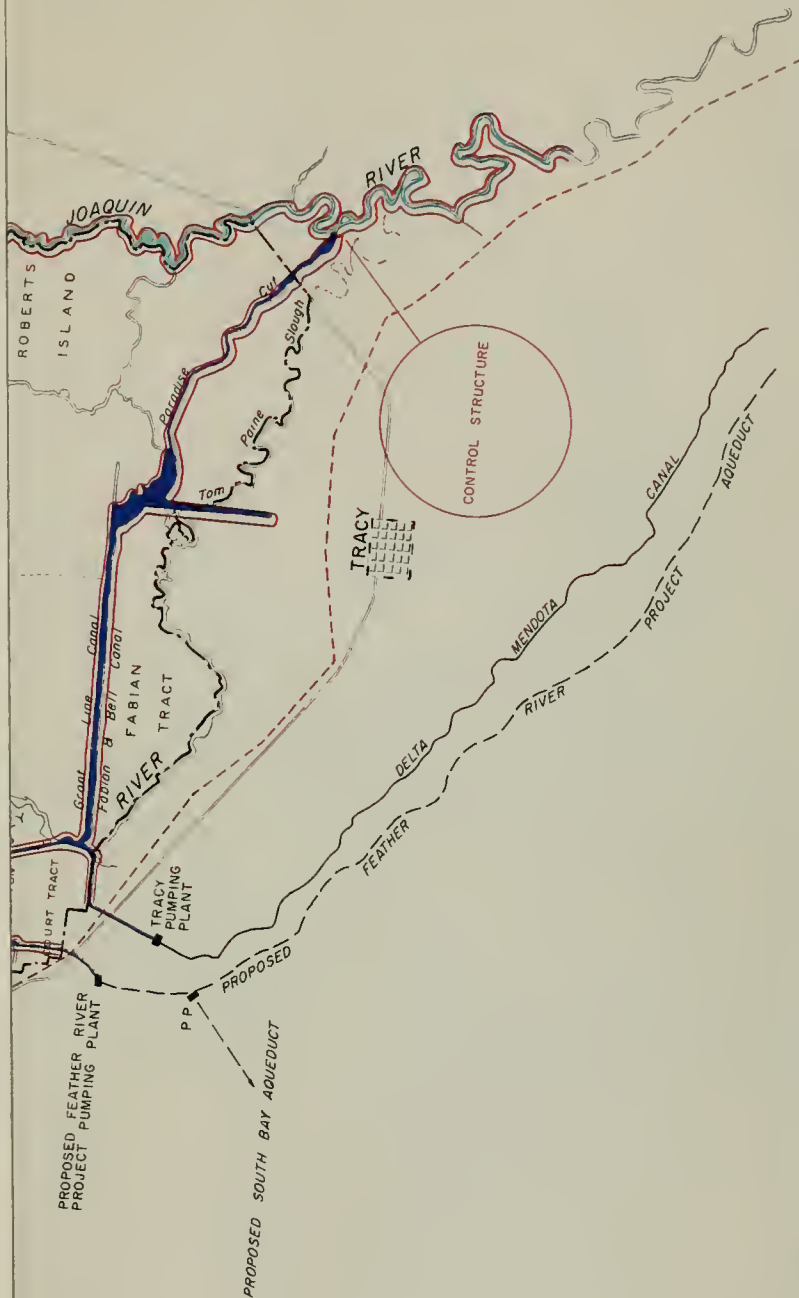 JOAQUIN
RIVER
ROBERTS
ISLAND
Paradise
Cut
Tom
Paine
Slough
Grant Line Canal
Fabian & Bell Canal
FABIAN
TRACT
RIVER
CONTROL STRUCTURE
TRACY
COURT TRACT
TRACY
PUMPING
PLANT
PROPOSED FEATHER RIVER
PROJECT PUMPING PLANT
P P
PROPOSED SOUTH BAY AQUEDUCT
DELTA
MENDOTA
CANAL
PROPOSED
FEATHER
RIVER
PROJECT
AQUEDUCT